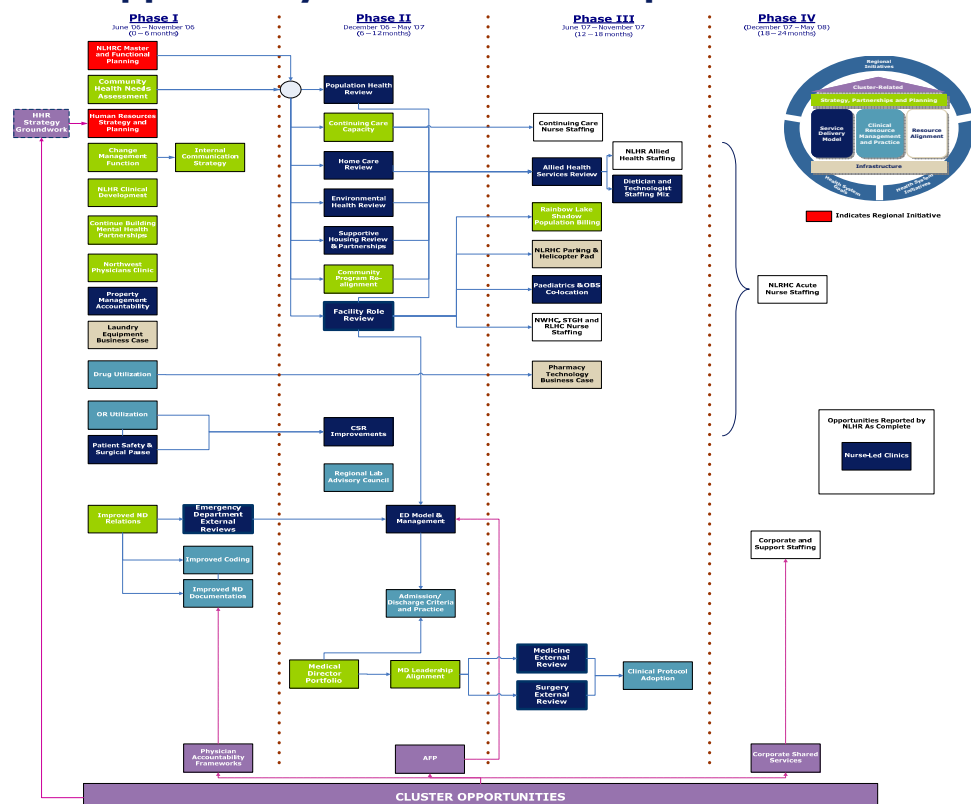 Phase I
June '06 – November '06
(0 – 6 months)
Phase II
December '06 – May '07
(6 – 12 months)
Phase III
June '07 – November '07
(12 – 18 months)
Phase IV
(December '07 – May '08)
(18 – 24 months)
NLHRC Master
and Functional
Planning
Community
Health Needs
Assessment
HHR
Strategy
Groundwork
Human Resources
Strategy and
Planning
Change
Management
Function
Internal
Communication
Strategy
NLHR Clinical
Development
Continue Building
Mental Health
Partnerships
Northwest
Physicians Clinic
Property
Management
Accountability
Laundry
Equipment
Business Case
Drug Utilization
OR Utilization
Patient Safety &
Surgical Pause
Improved MD
Relations
Emergency
Department
External
Reviews
Improved Coding
Improved MD
Documentation
Physician
Accountability
Frameworks
Population Health
Review
Continuing Care
Capacity
Home Care
Review
Environmental
Health Review
Supportive
Housing Review
& Partnerships
Community
Program Re-
alignment
Facility Role
Review
CSR
Improvements
Regional Lab
Advisory Council
ED Model &
Management
Admission/
Discharge Criteria
and Practice
Medical
Director
Portfolio
MD Leadership
Alignment
AFP
Continuing Care
Nurse Staffing
Allied Health
Services Review
NLHR Allied
Health Staffing
Dietician and
Technologist
Staffing Mix
Rainbow Lake
Shadow
Population Billing
NLRHC Parking &
Helicopter Pad
Paediatrics & OBS
Co-location
NWHC, STGH and
RLHC Nurse
Staffing
Pharmacy
Technology
Business Case
Medicine
External
Review
Surgery
External
Review
Clinical Protocol
Adoption
Regional
Initiatives
Cluster-Related
Strategy, Partnerships and Planning
Service
Delivery
Model
Clinical
Resource
Management
and Practice
Resource
Alignment
Infrastructure
Health System
Goals
Health System
Initiatives
Indicates Regional Initiative
NLRHC Acute
Nurse Staffing
Opportunities Reported by
NLHR As Complete
Nurse-Led Clinics
Corporate and
Support Staffing
Corporate Shared
Services
CLUSTER OPPORTUNITIES